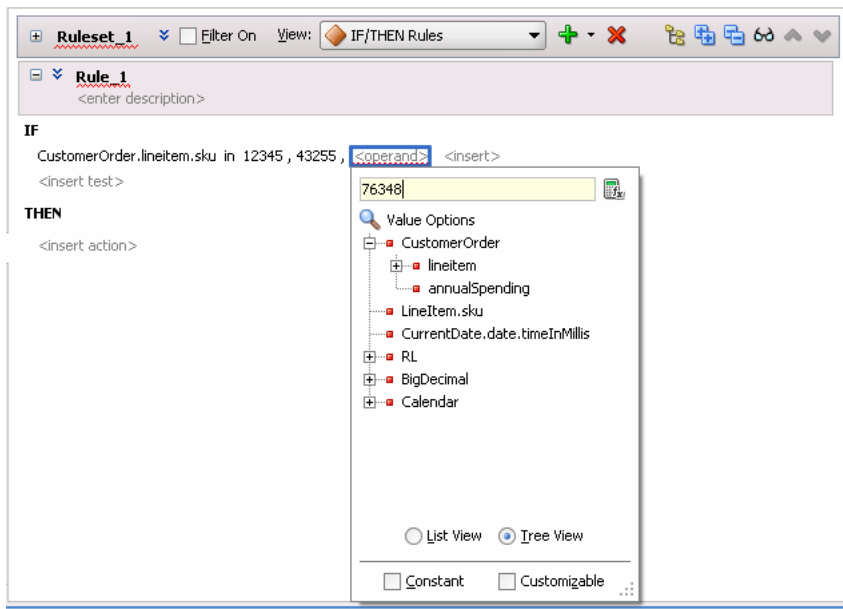 Ruleset_1 Filter On View: IF/THEN Rules
Rule_1
<enter description>
IF
CustomerOrder.lineitem.sku in 12345 , 43255 , <operand> <insert>
<insert test>
76348
THEN
Value Options
<insert action>
CustomerOrder
lineitem
annualSpending
LineItem.sku
CurrentDate.date.timeInMillis
RL
BigDecimal
Calendar
List View Tree View
Constant Customizable